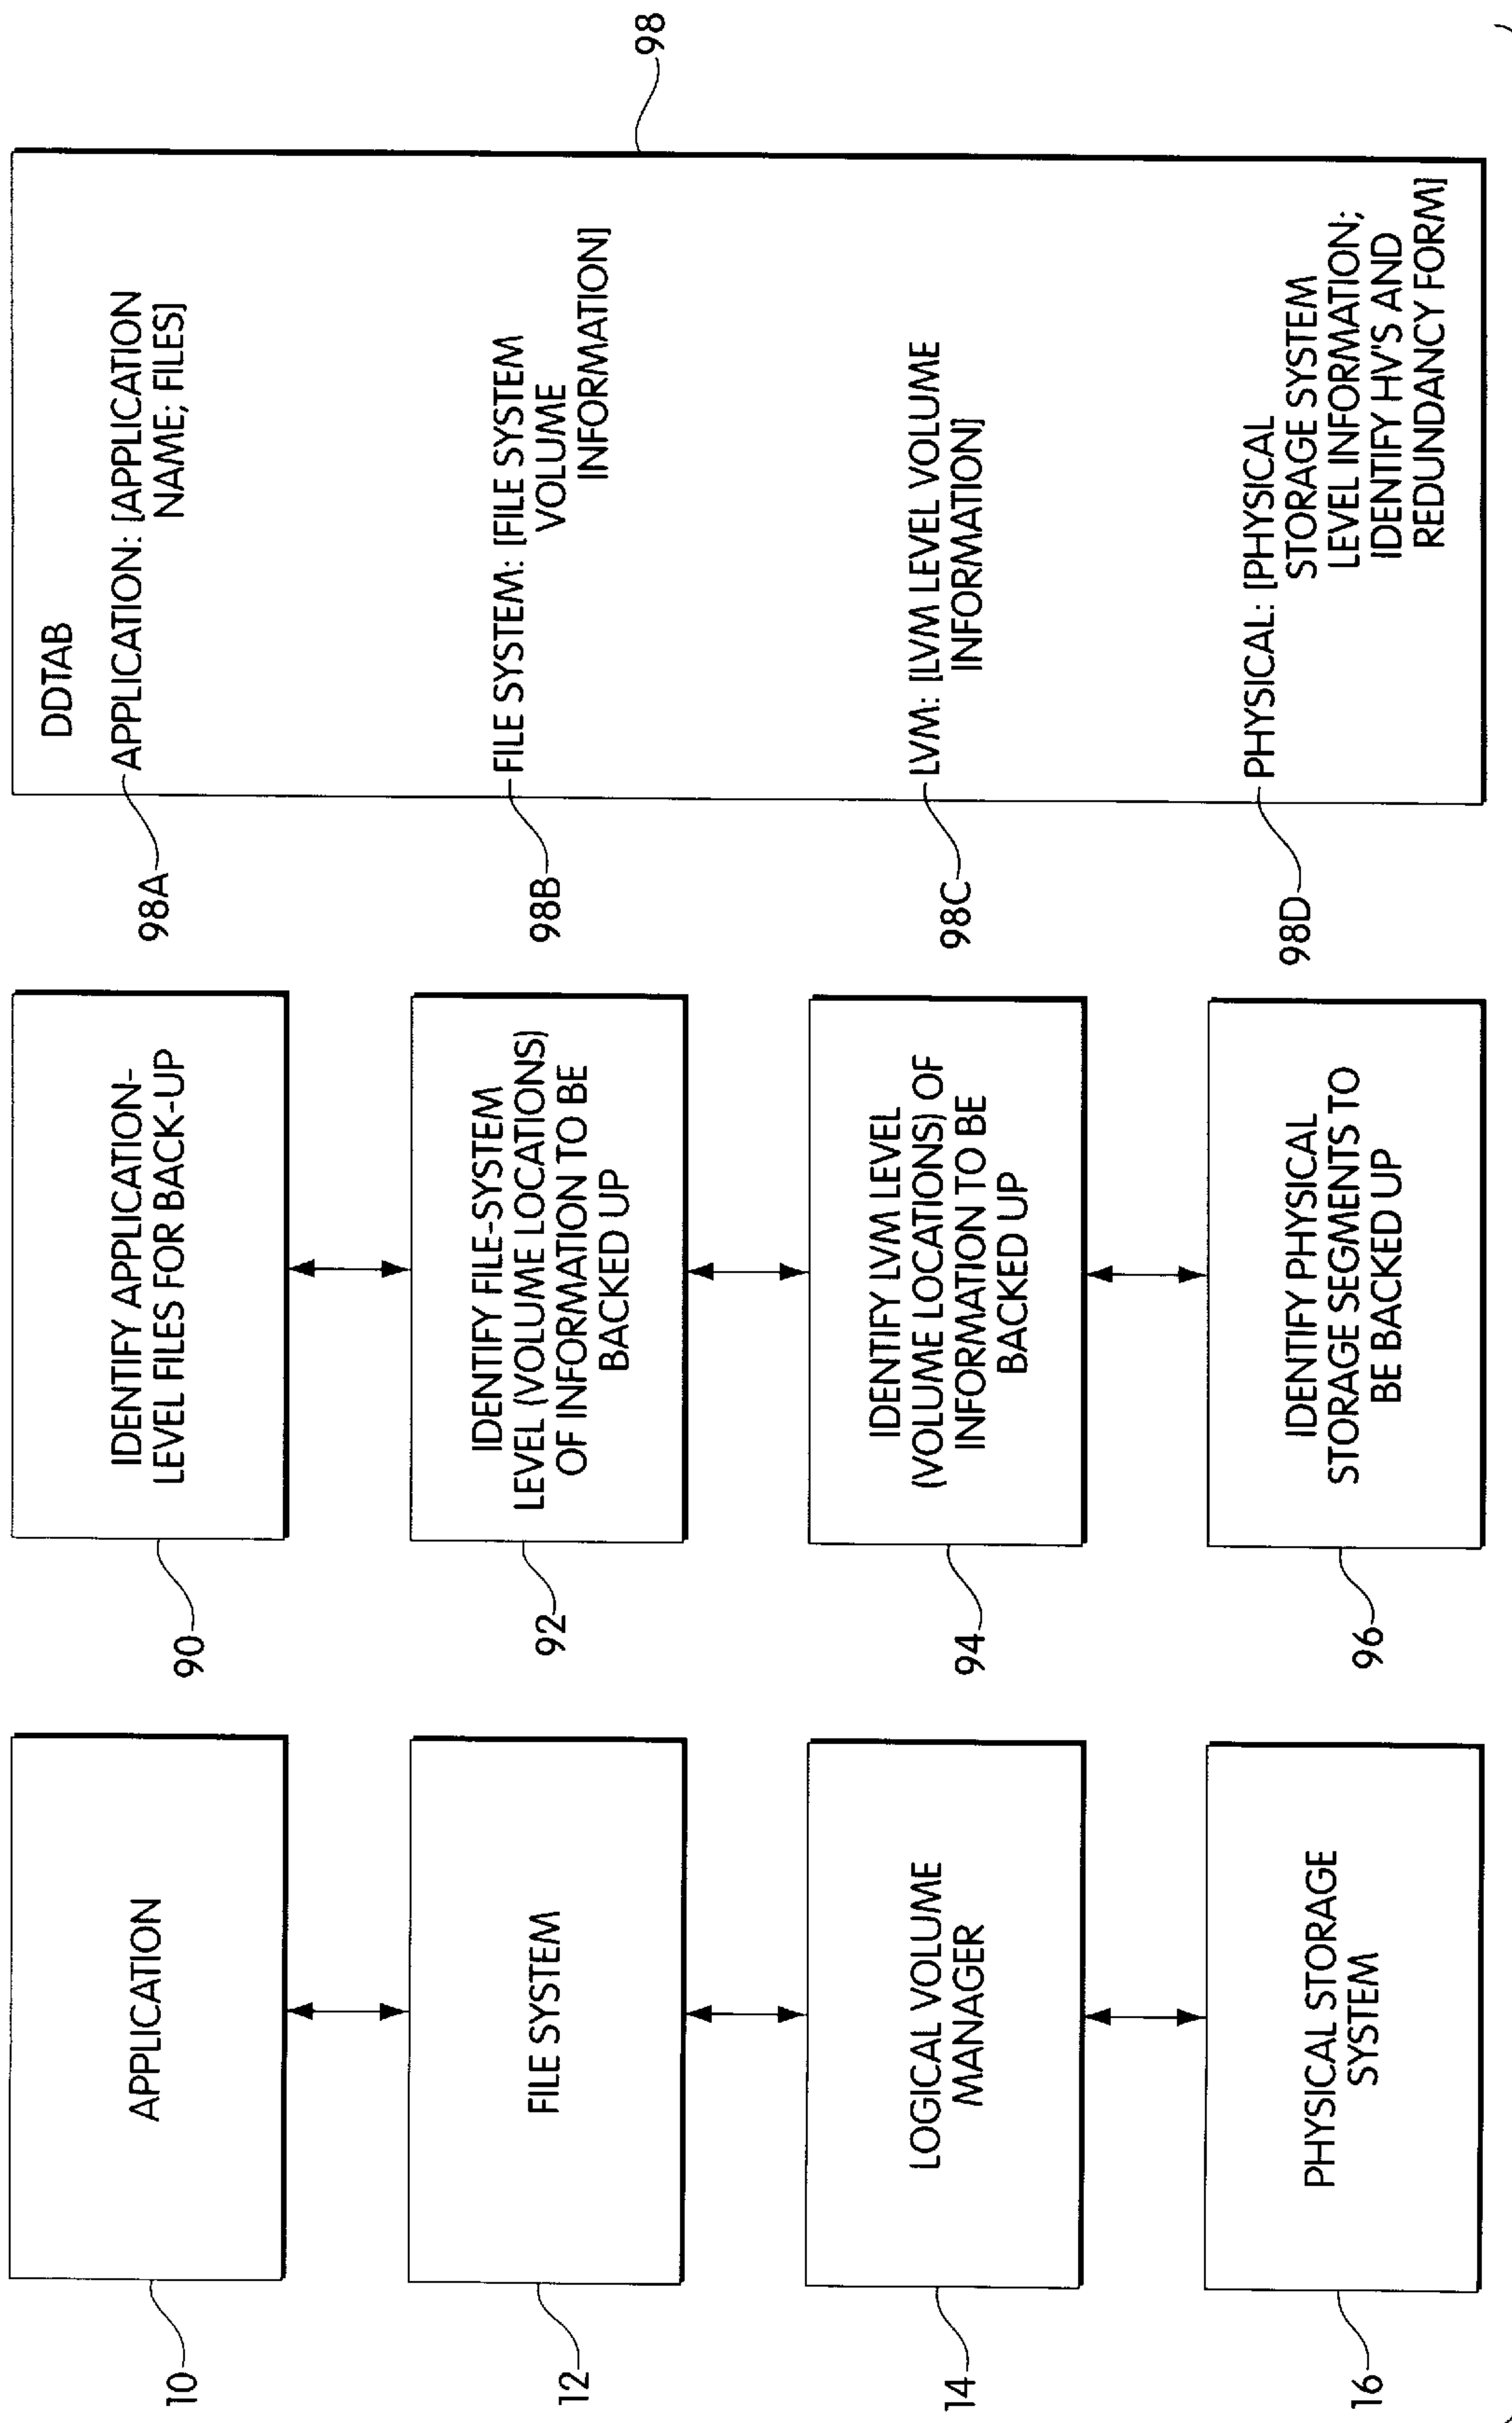 10
APPLICATION
12
FILE SYSTEM
14
LOGICAL VOLUME
MANAGER
16
PHYSICAL STORAGE
SYSTEM
90
IDENTIFY APPLICATION-
LEVEL FILES FOR BACK-UP
92
IDENTIFY FILE-SYSTEM
LEVEL (VOLUME LOCATIONS)
OF INFORMATION TO BE
BACKED UP
94
IDENTIFY LVM LEVEL
(VOLUME LOCATIONS) OF
INFORMATION TO BE
BACKED UP
96
IDENTIFY PHYSICAL
STORAGE SEGMENTS TO
BE BACKED UP
98
DDTAB
98A
APPLICATION: [APPLICATION
NAME; FILES]
98B
FILE SYSTEM: [FILE SYSTEM
VOLUME
INFORMATION]
98C
LVM: [LVM LEVEL VOLUME
INFORMATION]
98D
PHYSICAL: [PHYSICAL
STORAGE SYSTEM
LEVEL INFORMATION;
IDENTIFY HV'S AND
REDUNDANCY FORM]